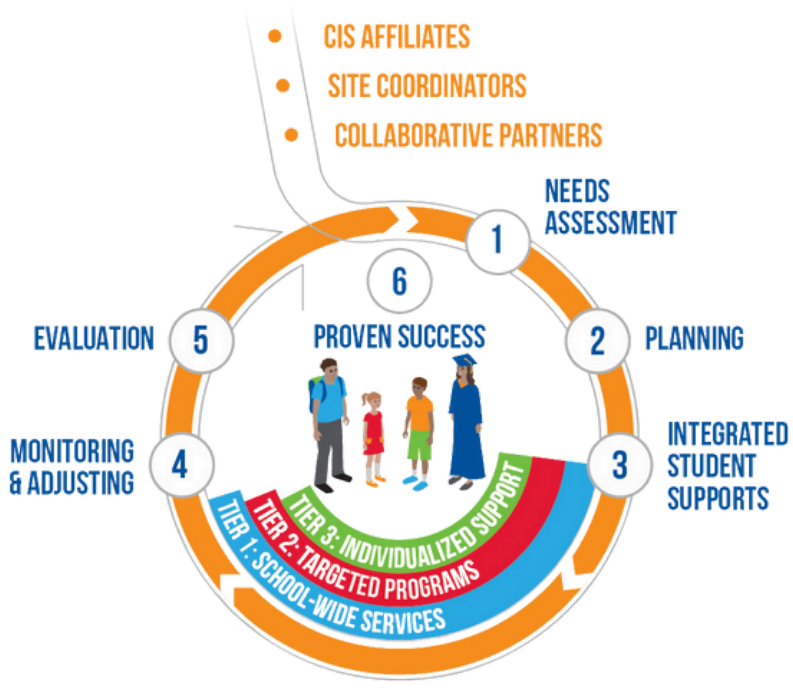 CIS AFFILIATES
SITE COORDINATORS
COLLABORATIVE PARTNERS
1
NEEDS
ASSESSMENT
2
PLANNING
3
INTEGRATED
STUDENT
SUPPORTS
TIER 3: INDIVIDUALIZED SUPPORT
TIER 2: TARGETED PROGRAMS
TIER 1: SCHOOL-WIDE SERVICES
4
MONITORING
& ADJUSTING
5
EVALUATION
6
PROVEN SUCCESS